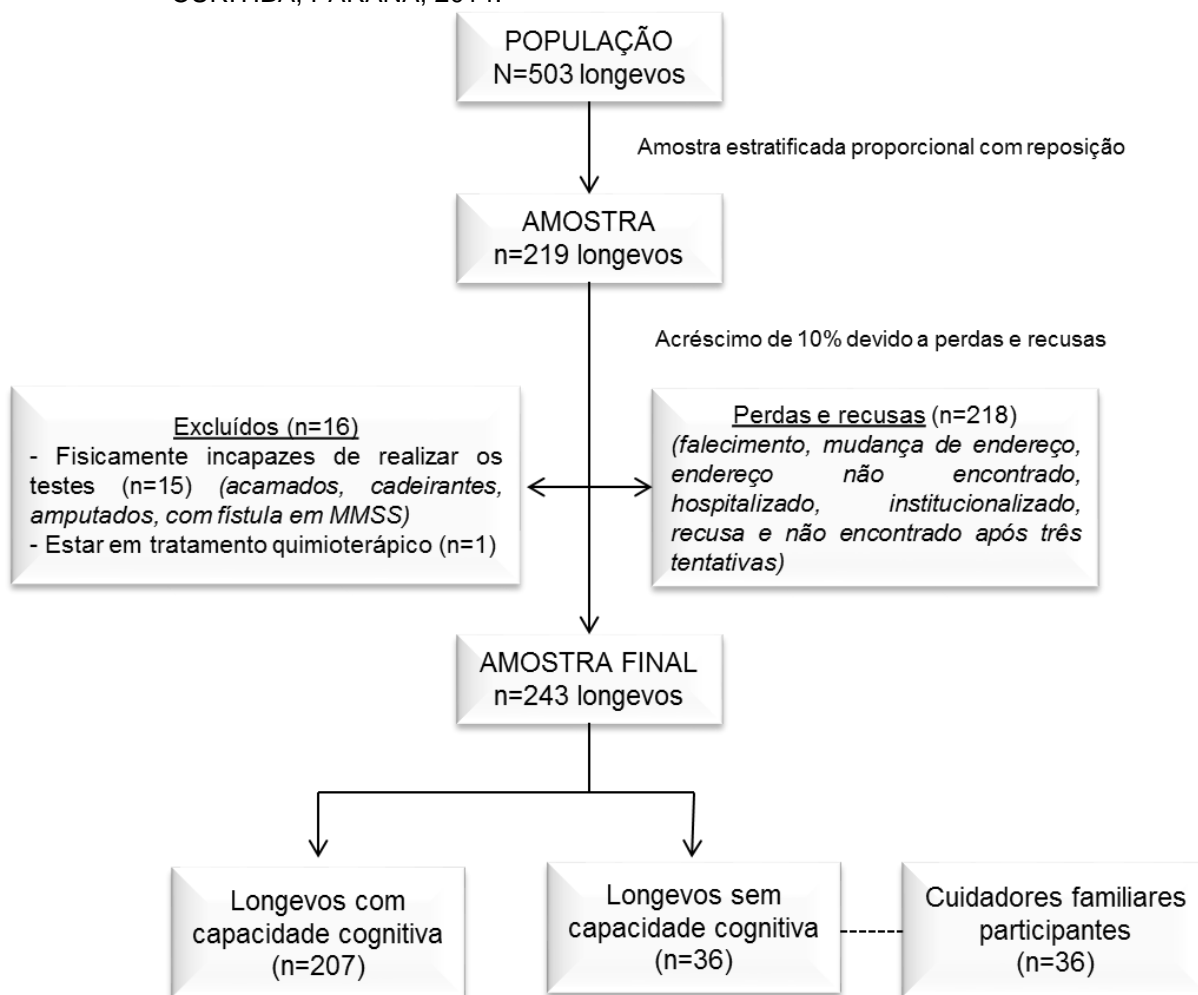 CURITIBA, PARANÁ, 2014.
POPULAÇÃO
N=503 longevos
Amostra estratificada proporcional com reposição
AMOSTRA
n=219 longevos
Acréscimo de 10% devido a perdas e recusas
Excluídos (n=16)
- Fisicamente incapazes de realizar os
testes (n=15) (acamados, cadeirantes,
amputados, com fístula em MMSS)
- Estar em tratamento quimioterápico (n=1)
Perdas e recusas (n=218)
(falecimento, mudança de endereço,
endereço não encontrado,
hospitalizado, institucionalizado,
recusa e não encontrado após três
tentativas)
AMOSTRA FINAL
n=243 longevos
Longevos com
capacidade cognitiva
(n=207)
Longevos sem
capacidade cognitiva
(n=36)
Cuidadores familiares
participantes
(n=36)